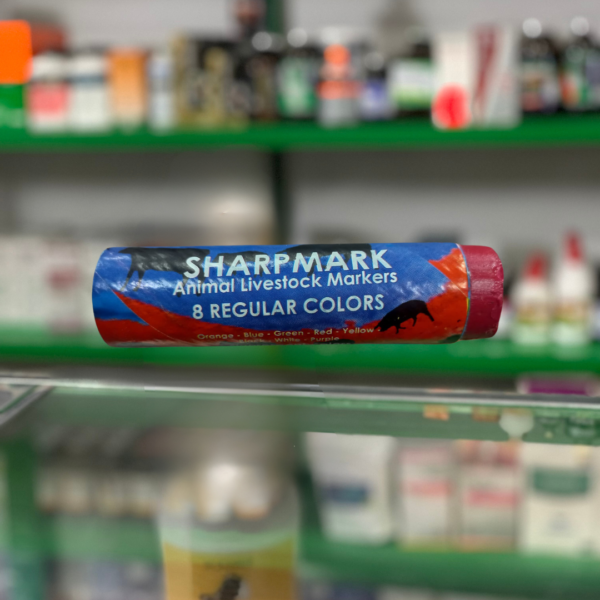 SHARPMARK
Animal Livestock Markers
8 REGULAR COLORS
Orange - Blue - Green - Red - Yellow
White - Purple